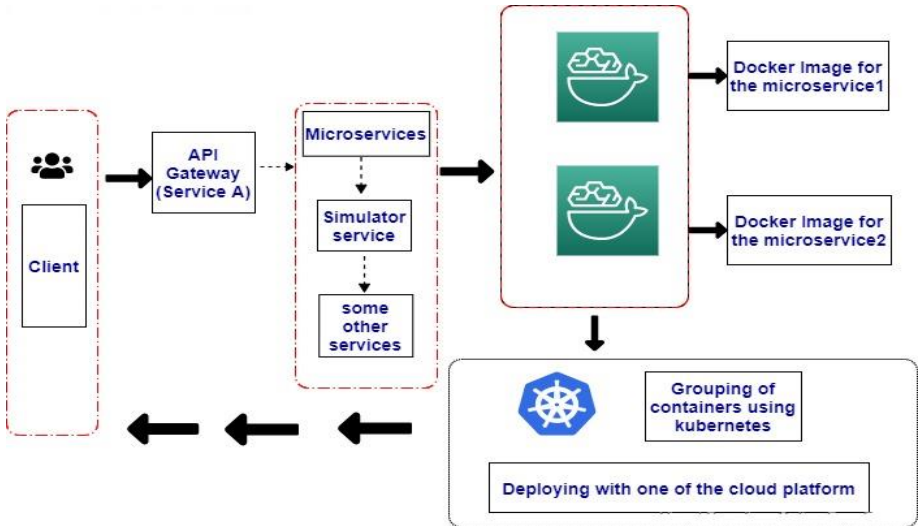 Client
API
Gateway
(Service A)
Microservices
Simulator
service
some
other
services
Docker Image for
the microservice1
Docker Image for
the microservice2
Grouping of
containers using
kubernetes
Deploying with one of the cloud platform